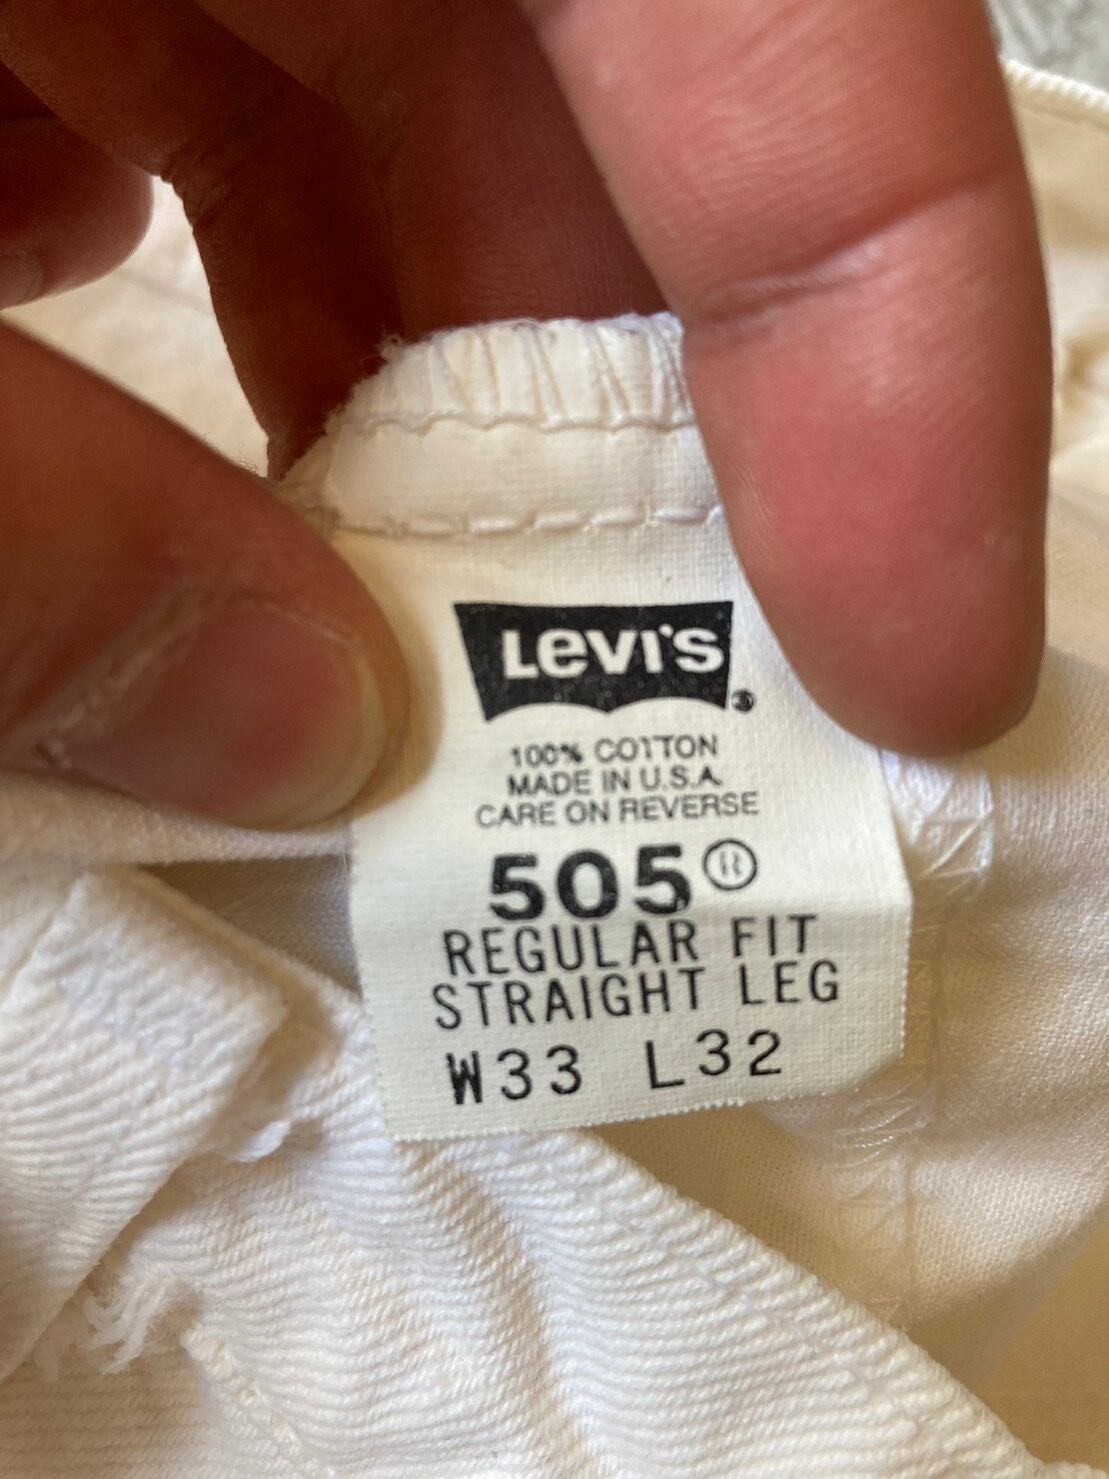 Levi's®
100% COTTON
MADE IN U.S.A.
CARE ON REVERSE
505®
REGULAR FIT
STRAIGHT LEG
W33 L32